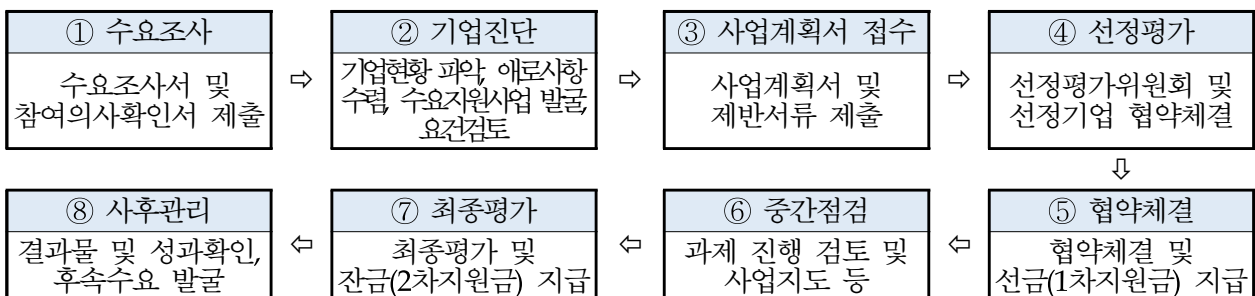 ① 수요조사
수요조사서 및
참여의사확인서 제출
⇨
② 기업진단
기업현황 파악, 애로사항
수렴, 수요지원사업 발굴,
요건검토
⇨
③ 사업계획서 접수
사업계획서 및
제반서류 제출
⇨
④ 선정평가
선정평가위원회 및
선정기업 협약체결
⇩
⑤ 협약체결
협약체결 및
선금(1차지원금) 지급
⇦
⑥ 중간점검
과제 진행 검토 및
사업지도 등
⇦
⑦ 최종평가
최종평가 및
잔금(2차지원금) 지급
⇦
⑧ 사후관리
결과물 및 성과확인,
후속수요 발굴